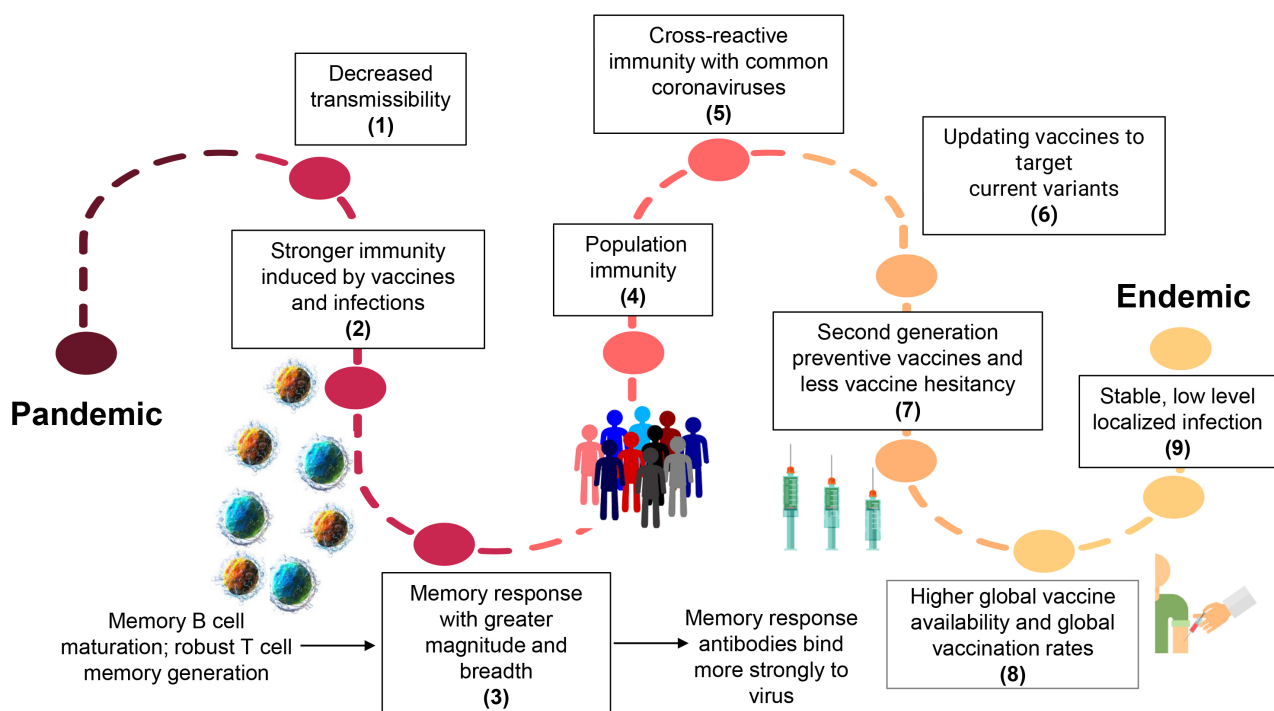 Pandemic
Decreased
transmissibility
(1)
Stronger immunity
induced by vaccines
and infections
(2)
Memory B cell
maturation; robust T cell
memory generation
Memory response
with greater
magnitude and
breadth
(3)
Memory response
antibodies bind
more strongly to
virus
Population
immunity
(4)
Cross-reactive
immunity with common
coronaviruses
(5)
Updating vaccines to
target
current variants
(6)
Second generation
preventive vaccines and
less vaccine hesitancy
(7)
Higher global vaccine
availability and global
vaccination rates
(8)
Stable, low level
localized infection
(9)
Endemic